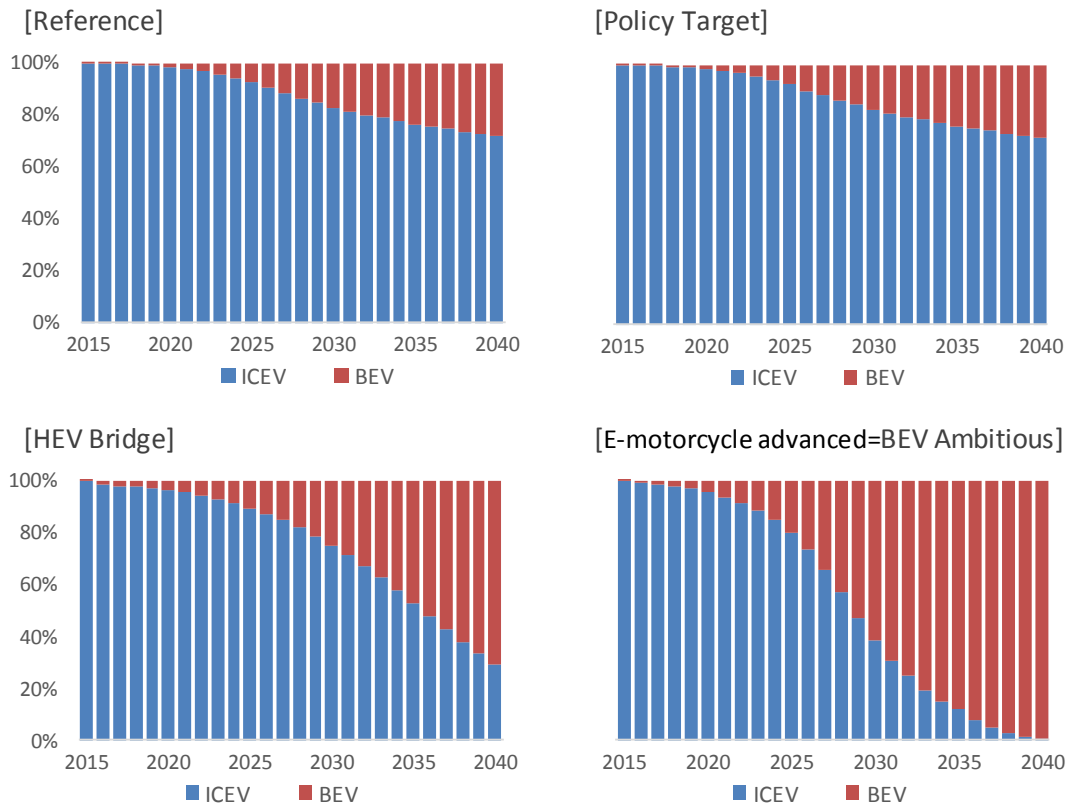 [Reference]
100%
80%
60%
40%
20%
0%
2015 2020 2025 2030 2035 2040
ICEV BEV
[Policy Target]
2015 2020 2025 2030 2035 2040
ICEV BEV
[HEV Bridge]
100%
80%
60%
40%
20%
0%
2015 2020 2025 2030 2035 2040
ICEV BEV
[E-motorcycle advanced=BEV Ambitious]
2015 2020 2025 2030 2035 2040
ICEV BEV